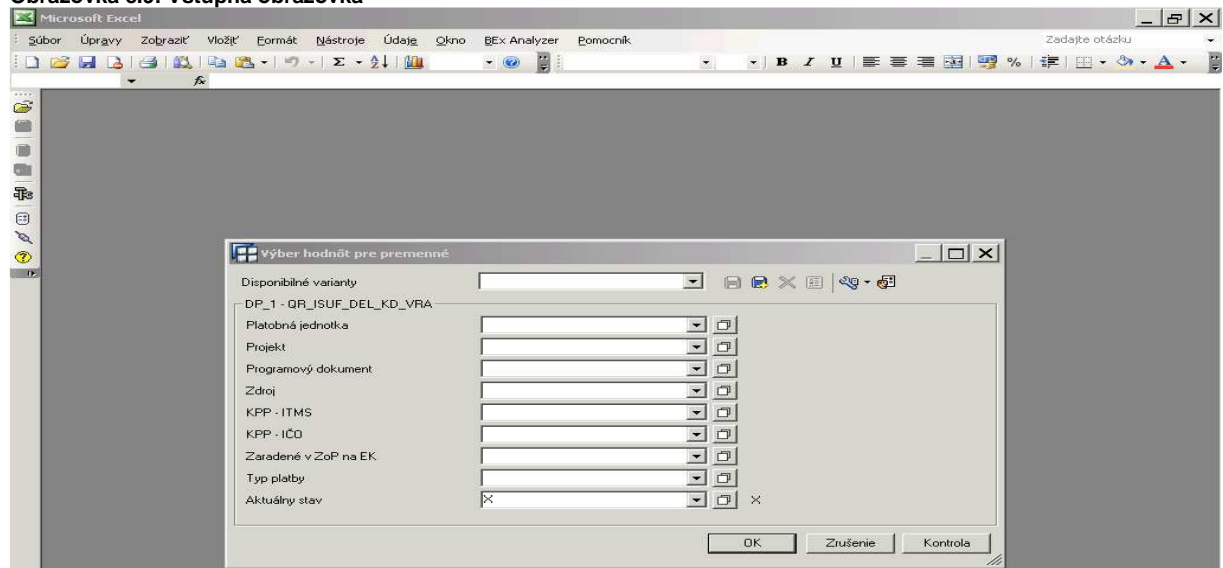 Obrazovka č.3: Vstupná obrazovka
Microsoft Excel
Súbor Úpravy Zobraziť Vložiť Formát Nástroje Údaje Okno BEx Analyzer Pomocník Zadajte otázku
Výber hodnôt pre premenné
Disponibilné varianty
DP_1 - QR_ISUF_DEL_KD_VRA
Platobná jednotka
Projekt
Programový dokument
Zdroj
KPP - ITMS
KPP - IČO
Zaradené v ZoP na EK
Typ platby
Aktuálny stav X X
OK Zrušenie Kontrola